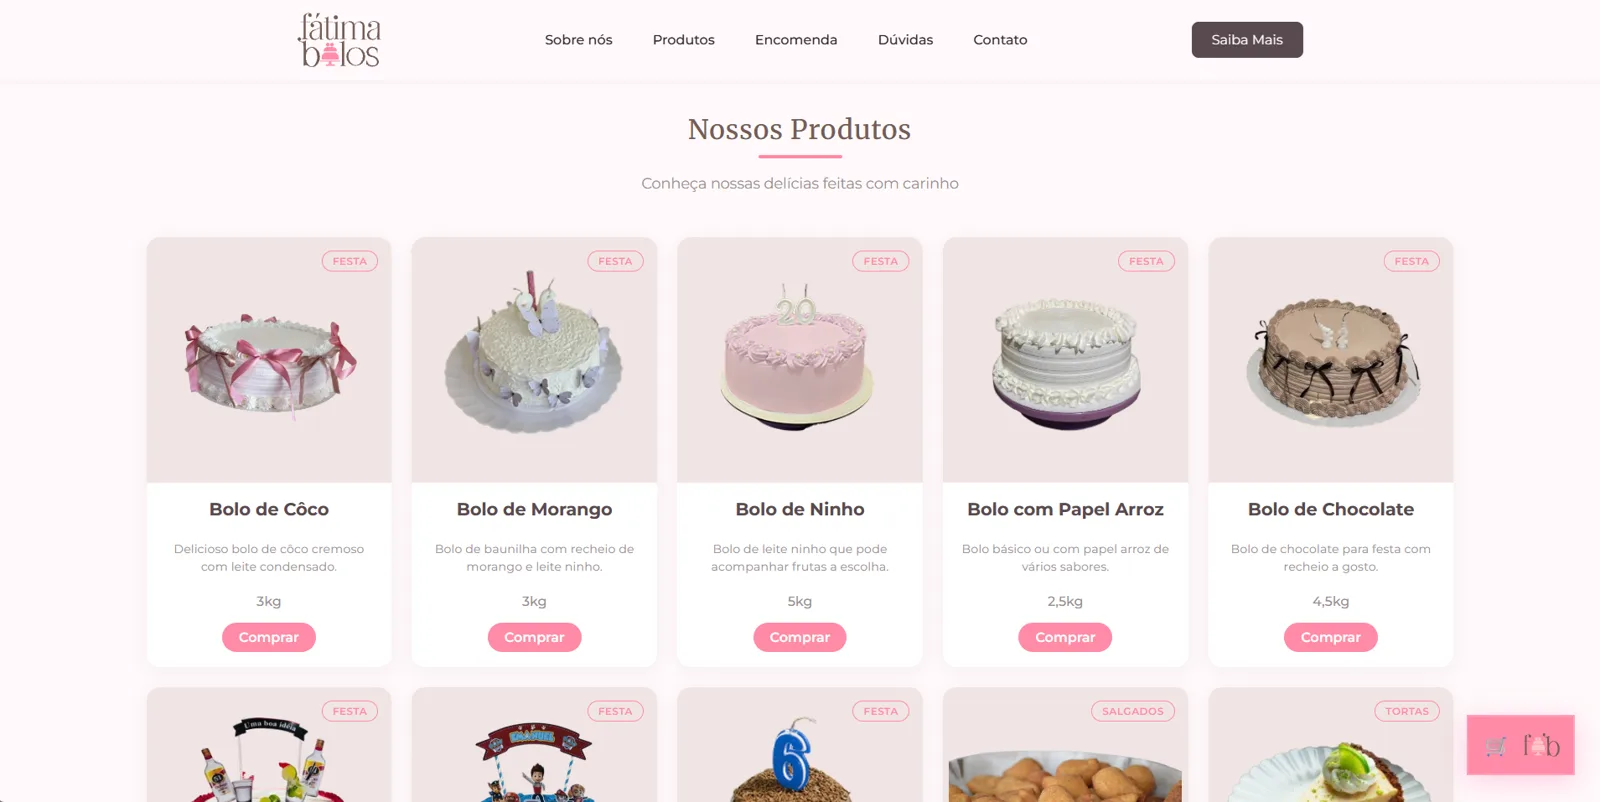 fátima
bolos
Sobre nós
Produtos
Encomenda
Dúvidas
Contato
Saiba Mais
Nossos Produtos
Conheça nossas delícias feitas com carinho
FESTA
FESTA
FESTA
FESTA
FESTA
20
Bolo de Côco
Delicioso bolo de côco cremoso
com leite condensado.
3kg
Comprar
Bolo de Morango
Bolo de baunilha com recheio de
morango e leite ninho.
3kg
Comprar
Bolo de Ninho
Bolo de leite ninho que pode
acompanhar frutas a escolha.
5kg
Comprar
Bolo com Papel Arroz
Bolo básico ou com papel arroz de
vários sabores.
2,5kg
Comprar
Bolo de Chocolate
Bolo de chocolate para festa com
recheio a gosto.
4,5kg
Comprar
FESTA
FESTA
FESTA
SALGADOS
TORTAS
Uma boa idéia
EMANUEL
6
fáb